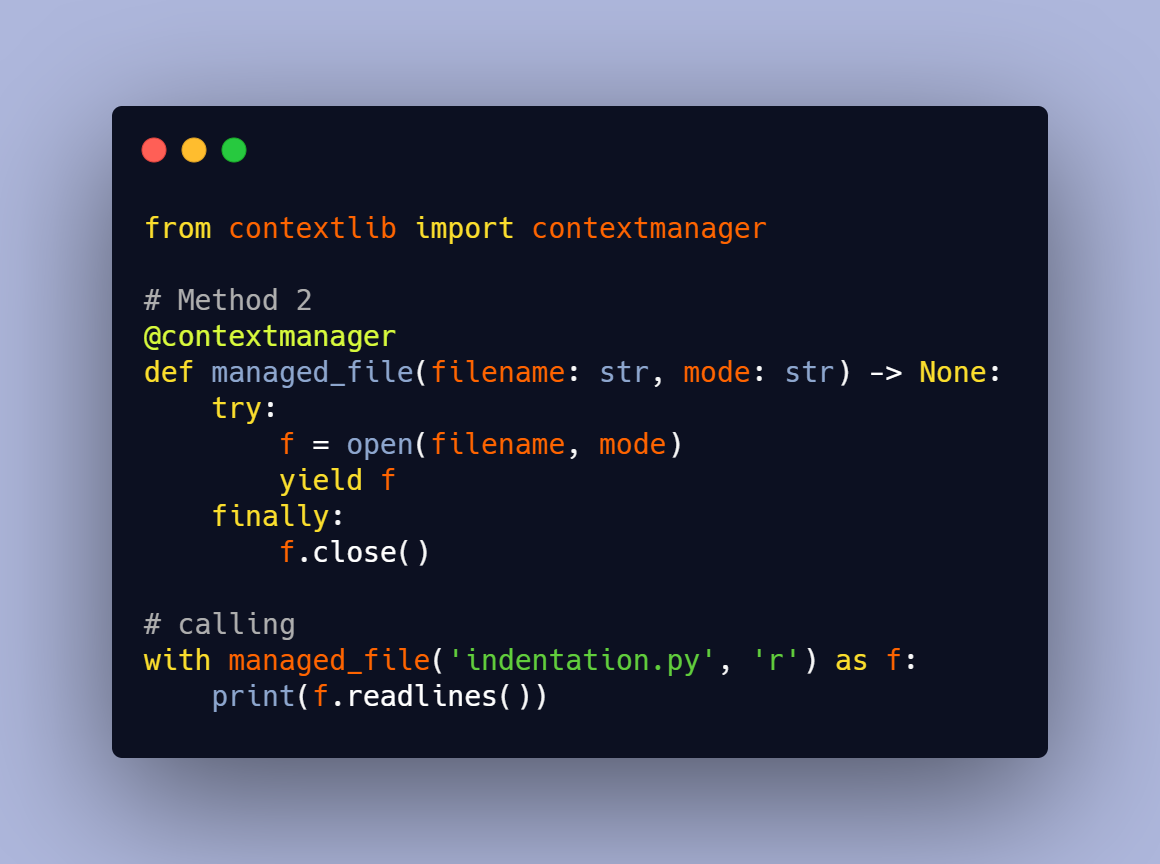 from contextlib import contextmanager

# Method 2
@contextmanager
def managed_file(filename: str, mode: str) -> None:
    try:
        f = open(filename, mode)
        yield f
    finally:
        f.close()

# calling
with managed_file('indentation.py', 'r') as f:
    print(f.readlines())